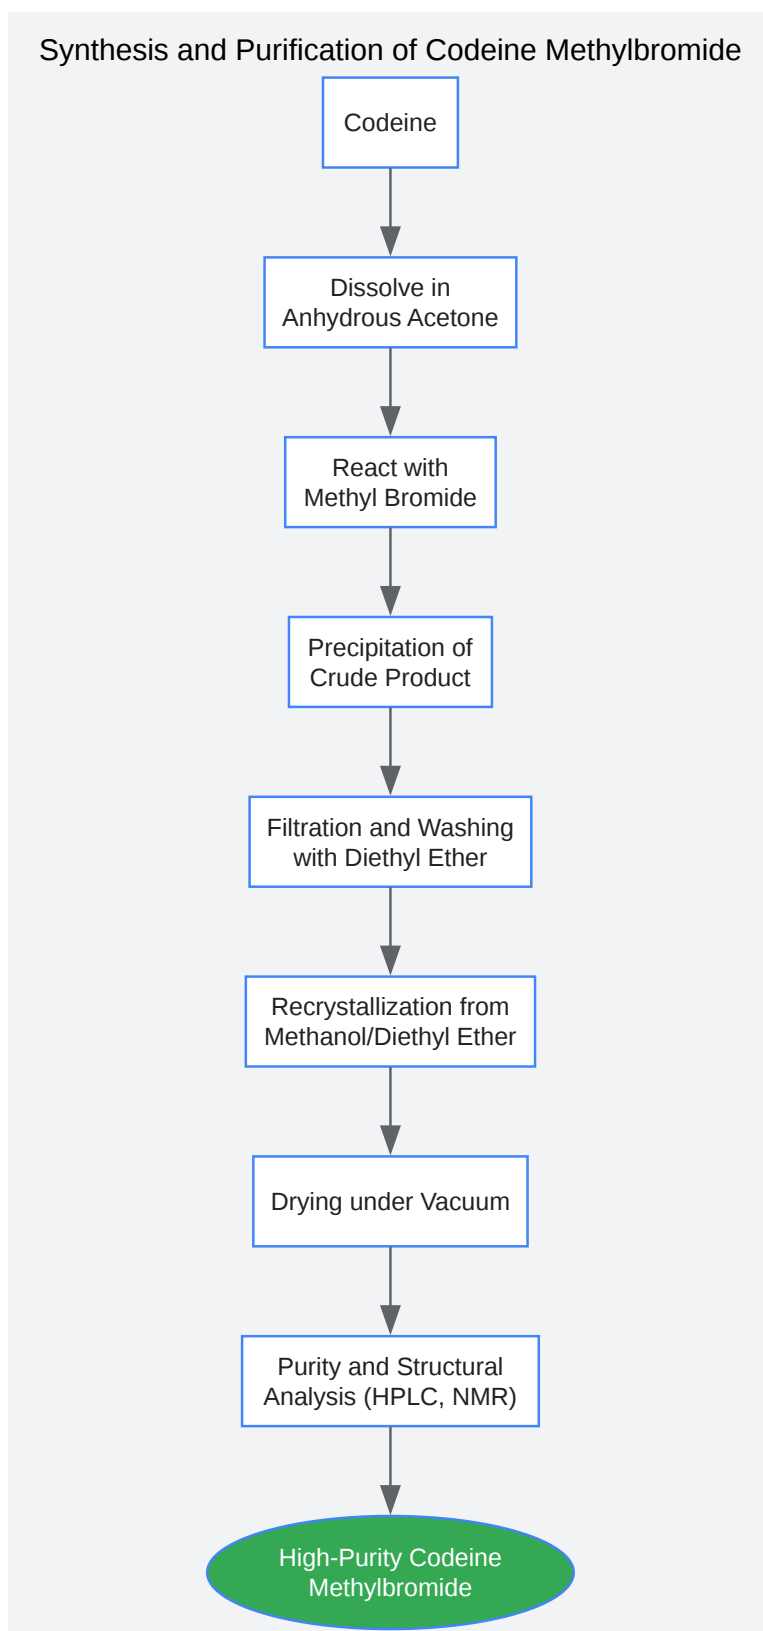 Synthesis and Purification of Codeine Methylbromide
Codeine
Dissolve in
Anhydrous Acetone
React with
Methyl Bromide
Precipitation of
Crude Product
Filtration and Washing
with Diethyl Ether
Recrystallization from
Methanol/Diethyl Ether
Drying under Vacuum
Purity and Structural
Analysis (HPLC, NMR)
High-Purity Codeine
Methylbromide